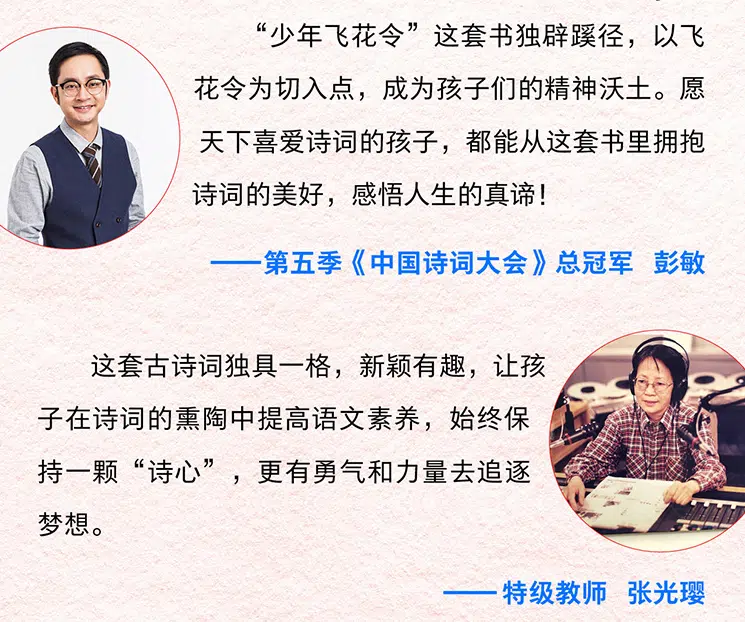 “少年飞花令”这套书独辟蹊径，以飞
花令为切入点，成为孩子们的精神沃土。愿
天下喜爱诗词的孩子，都能从这套书里拥抱
诗词的美好，感悟人生的真谛！
——第五季《中国诗词大会》总冠军 彭敏
这套古诗词独具一格，新颖有趣，让孩
子在诗词的熏陶中提高语文素养，始终保
持一颗“诗心”，更有勇气和力量去追逐
梦想。
——特级教师 张光璎